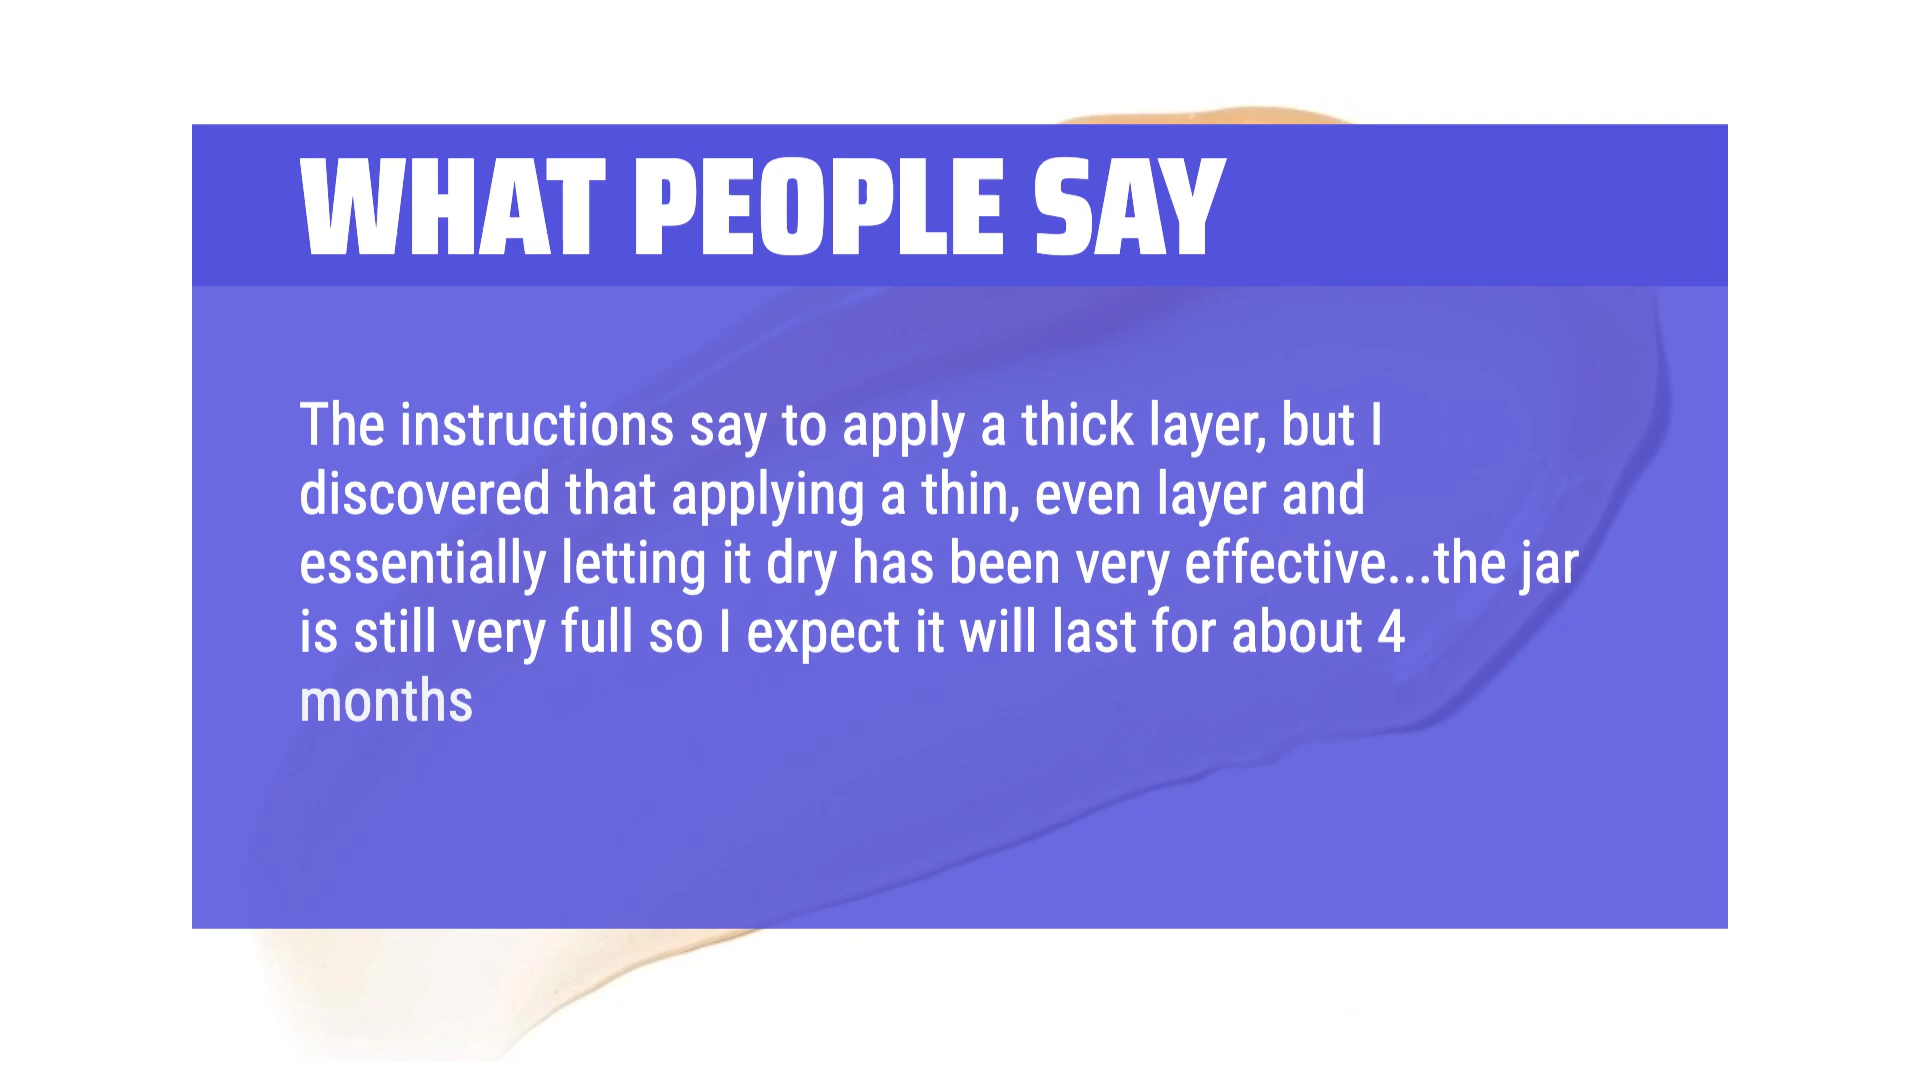 WHAT PEOPLE SAY
The instructions say to apply a thick layer, but I
discovered that applying a thin, even layer and
essentially letting it dry has been very effective...the jar
is still very full so I expect it will last for about 4
months